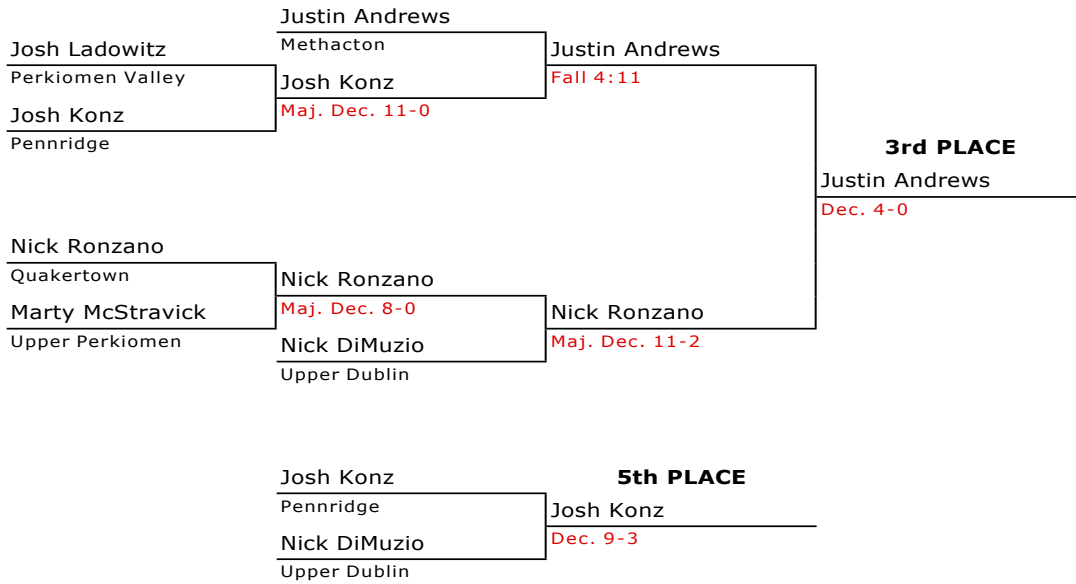 Justin Andrews
Methacton
Josh Ladowitz
Perkiomen Valley
Justin Andrews
Fall 4:11
Josh Konz
Maj. Dec. 11-0
Josh Konz
Pennridge
3rd PLACE
Justin Andrews
Dec. 4-0
Nick Ronzano
Quakertown
Nick Ronzano
Maj. Dec. 8-0
Marty McStravick
Upper Perkiomen
Nick Ronzano
Maj. Dec. 11-2
Nick DiMuzio
Upper Dublin
Josh Konz
Pennridge
5th PLACE
Josh Konz
Dec. 9-3
Nick DiMuzio
Upper Dublin